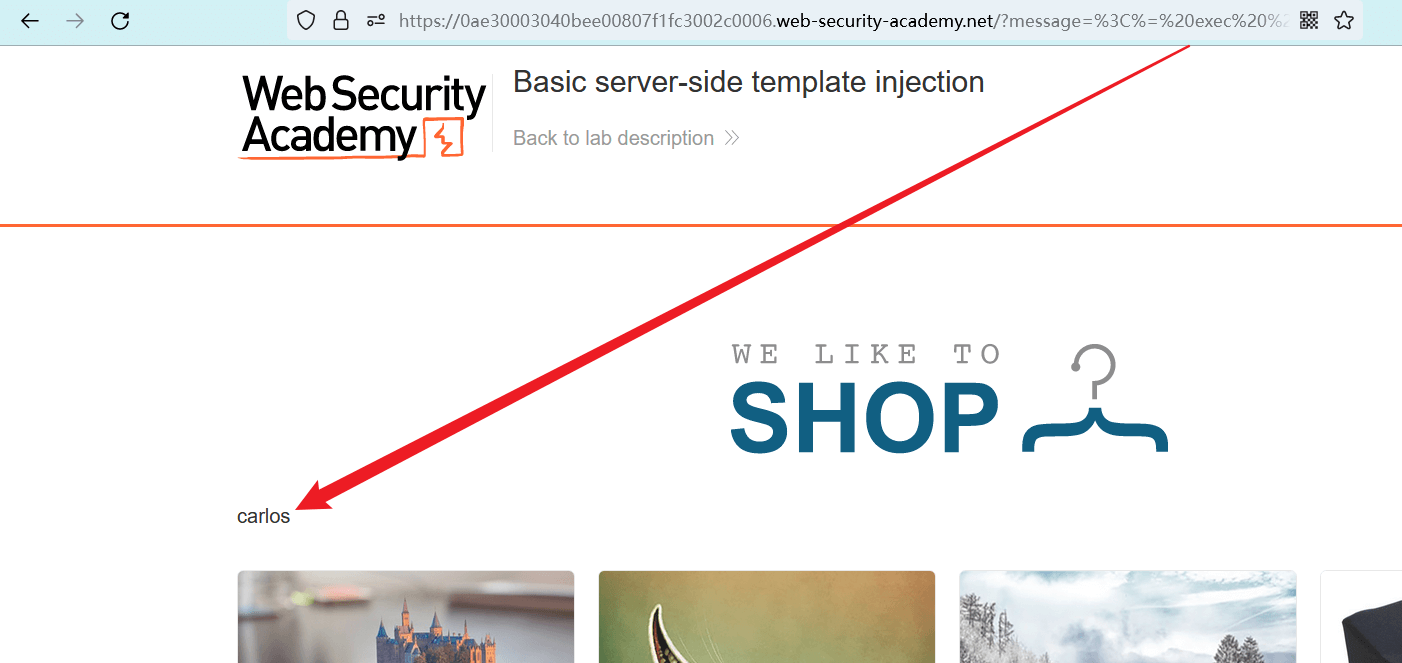 https://0ae30003040bee00807f1fc3002c0006.web-security-academy.net/?message=%3C%=%20exec%20%2
Basic server-side template injection
Web Security
Academy
Back to lab description
WE LIKE TO
SHOP
carlos